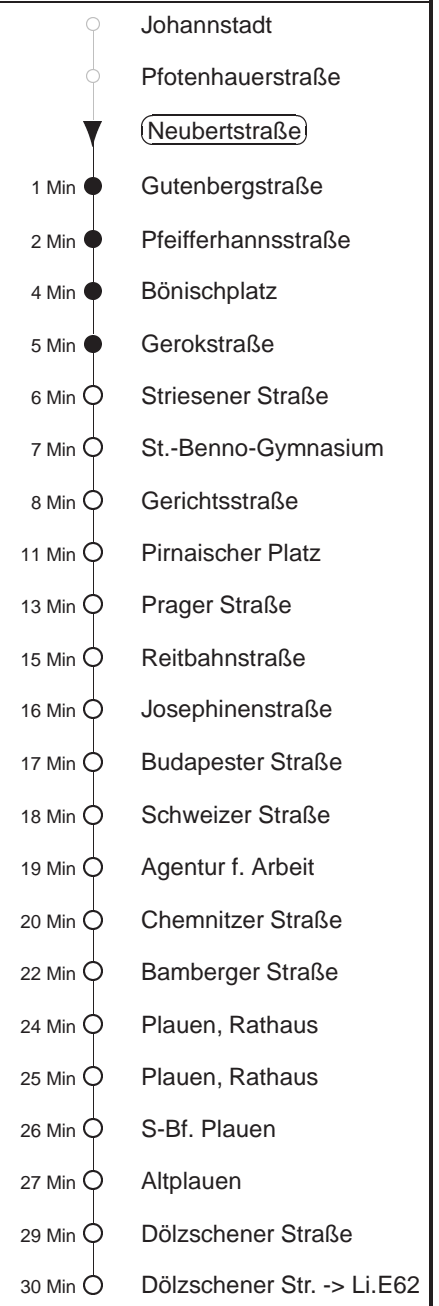 Johannstadt
Pfotenhauerstraße
Neubertstraße
1 Min Gutenbergstraße
2 Min Pfeifferhannsstraße
4 Min Bönischplatz
5 Min Gerokstraße
6 Min Striesener Straße
7 Min St.-Benno-Gymnasium
8 Min Gerichtsstraße
11 Min Pirnaischer Platz
13 Min Prager Straße
15 Min Reitbahnstraße
16 Min Josephinenstraße
17 Min Budapester Straße
18 Min Schweizer Straße
19 Min Agentur f. Arbeit
20 Min Chemnitzer Straße
22 Min Bamberger Straße
24 Min Plauen, Rathaus
25 Min Plauen, Rathaus
26 Min S-Bf. Plauen
27 Min Altplauen
29 Min Dölzschener Straße
30 Min Dölzschener Str. -> Li.E62